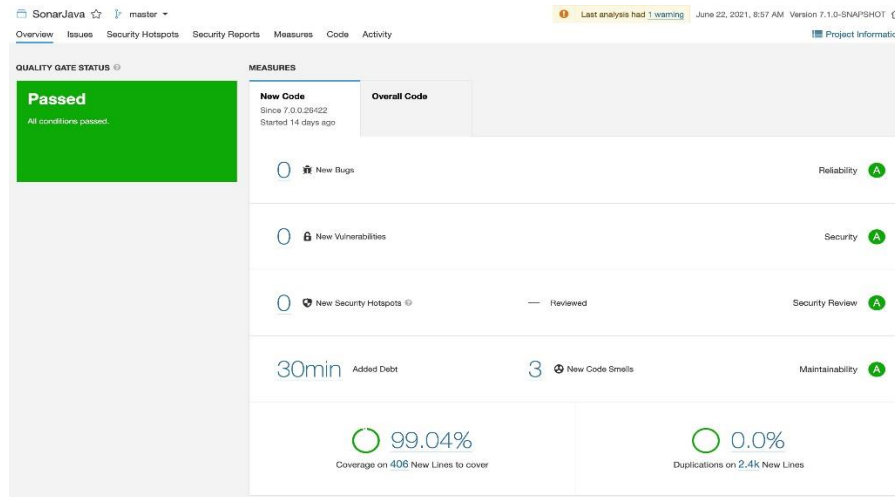 SonarJava master
Last analysis had 1 warning June 22, 2021, 8:57 AM Version 7.1.0-SNAPSHOT
Overview Issues Security Hotspots Security Reports Measures Code Activity
Project Informatio
QUALITY GATE STATUS
MEASURES
Passed
All conditions passed.
New Code
Since 7.0.0.26422
Started 14 days ago
Overall Code
0 New Bugs
Reliability A
0 New Vulnerabilities
Security A
0 New Security Hotspots
— Reviewed
Security Review A
30min Added Debt
3 New Code Smells
Maintainability A
99.04%
Coverage on 406 New Lines to cover
0.0%
Duplications on 2.4k New Lines